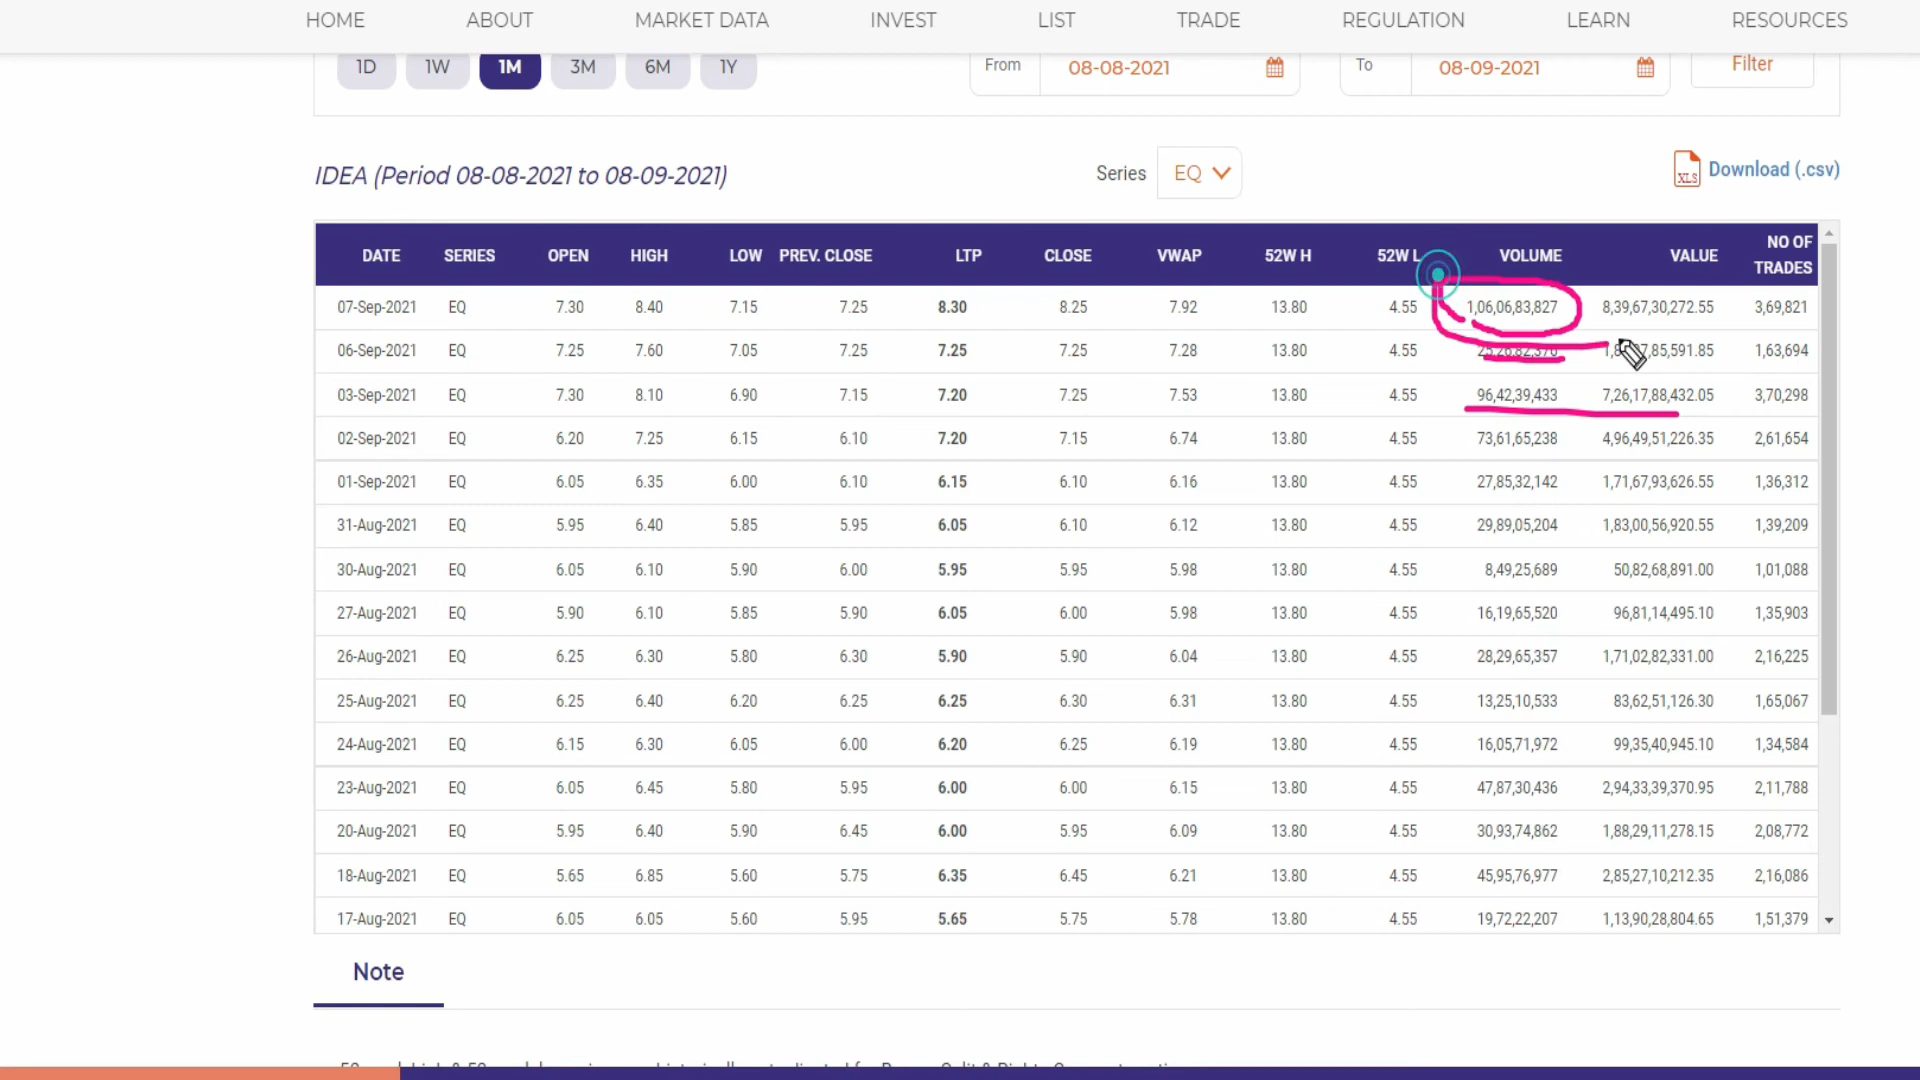 HOME ABOUT MARKET DATA INVEST LIST TRADE REGULATION LEARN RESOURCES
1D 1W 1M 3M 6M 1Y From 08-08-2021 To 08-09-2021 Filter
IDEA (Period 08-08-2021 to 08-09-2021) Series EQ XLS Download (.csv)
DATE SERIES OPEN HIGH LOW PREV. CLOSE LTP CLOSE VWAP 52W H 52W L VOLUME VALUE NO OF TRADES
07-Sep-2021 EQ 7.30 8.40 7.15 7.25 8.30 8.25 7.92 13.80 4.55 1,06,06,83,827 8,39,67,30,272.55 3,69,821
06-Sep-2021 EQ 7.25 7.60 7.05 7.25 7.25 7.25 7.28 13.80 4.55 1,63,694
03-Sep-2021 EQ 7.30 8.10 6.90 7.15 7.20 7.25 7.53 13.80 4.55 96,42,39,433 7,26,17,88,432.05 3,70,298
02-Sep-2021 EQ 6.20 7.25 6.15 6.10 7.20 7.15 6.74 13.80 4.55 73,61,65,238 4,96,49,51,226.35 2,61,654
01-Sep-2021 EQ 6.05 6.35 6.00 6.10 6.15 6.10 6.16 13.80 4.55 27,85,32,142 1,71,67,93,626.55 1,36,312
31-Aug-2021 EQ 5.95 6.40 5.85 5.95 6.05 6.10 6.12 13.80 4.55 29,89,05,204 1,83,00,56,920.55 1,39,209
30-Aug-2021 EQ 6.05 6.10 5.90 6.00 5.95 5.95 5.98 13.80 4.55 8,49,25,689 50,82,68,891.00 1,01,088
27-Aug-2021 EQ 5.90 6.10 5.85 5.90 6.05 6.00 5.98 13.80 4.55 16,19,65,520 96,81,14,495.10 1,35,903
26-Aug-2021 EQ 6.25 6.30 5.80 6.30 5.90 5.90 6.04 13.80 4.55 28,29,65,357 1,71,02,82,331.00 2,16,225
25-Aug-2021 EQ 6.25 6.40 6.20 6.25 6.25 6.30 6.31 13.80 4.55 13,25,10,533 83,62,51,126.30 1,65,067
24-Aug-2021 EQ 6.15 6.30 6.05 6.00 6.20 6.25 6.19 13.80 4.55 16,05,71,972 99,35,40,945.10 1,34,584
23-Aug-2021 EQ 6.05 6.45 5.80 5.95 6.00 6.00 6.15 13.80 4.55 47,87,30,436 2,94,33,39,370.95 2,11,788
20-Aug-2021 EQ 5.95 6.40 5.90 6.45 6.00 5.95 6.09 13.80 4.55 30,93,74,862 1,88,29,11,278.15 2,08,772
18-Aug-2021 EQ 5.65 6.85 5.60 5.75 6.35 6.45 6.21 13.80 4.55 45,95,76,977 2,85,27,10,212.35 2,16,086
17-Aug-2021 EQ 6.05 6.05 5.60 5.95 5.65 5.75 5.78 13.80 4.55 19,72,22,207 1,13,90,28,804.65 1,51,379
Note